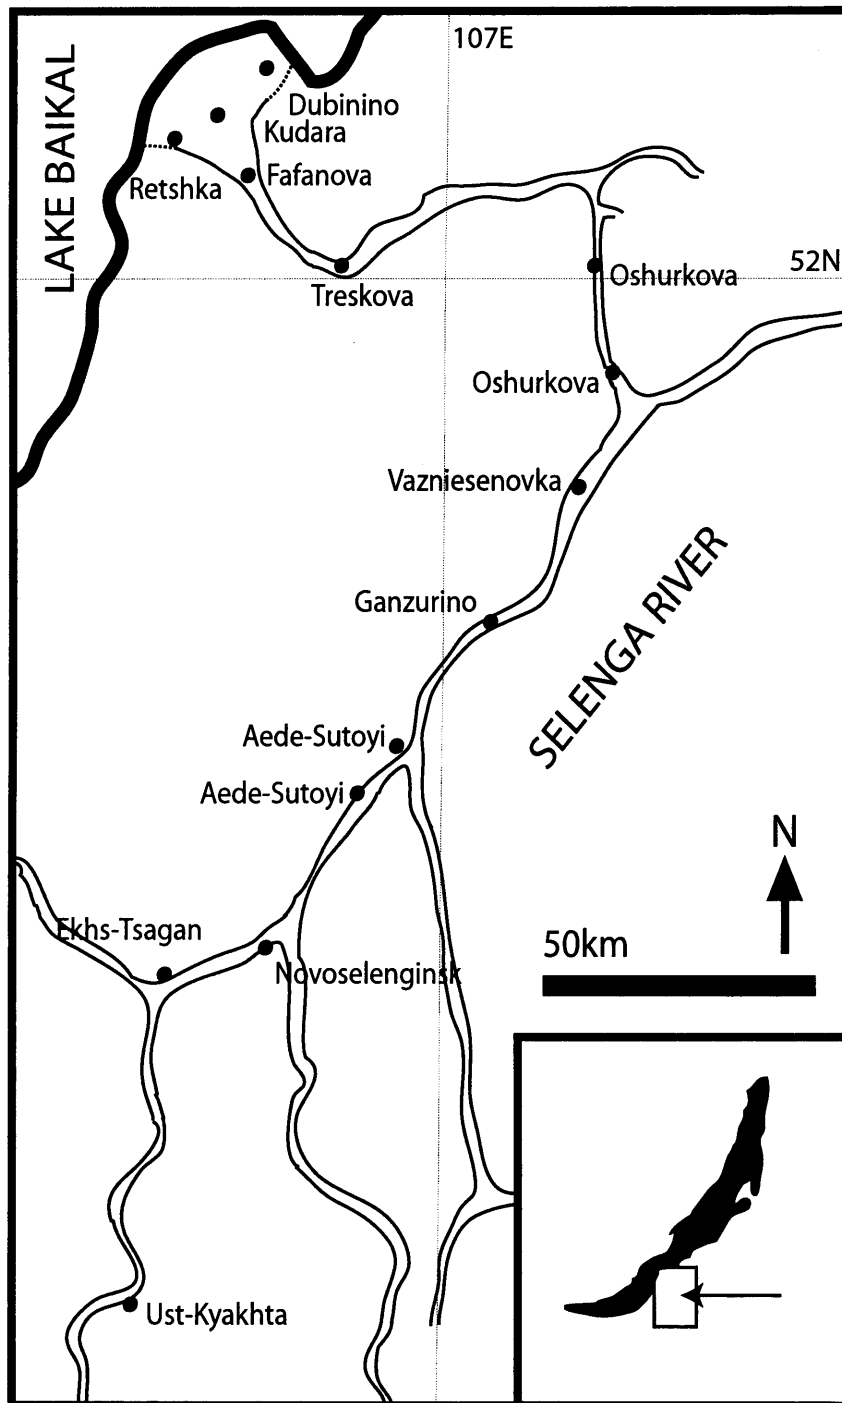 107E
LAKE BAIKAL
Dubinino
Kudara
Fafanova
Retshka
52N
Oshurkova
Treskova
Oshurkova
Vazniesenovka
Ganzurino
SELENGA RIVER
Aede-Sutoyi
Aede-Sutoyi
N
Ekhs-Tsagan
50km
Novoselenginsk
Ust-Kyakhta